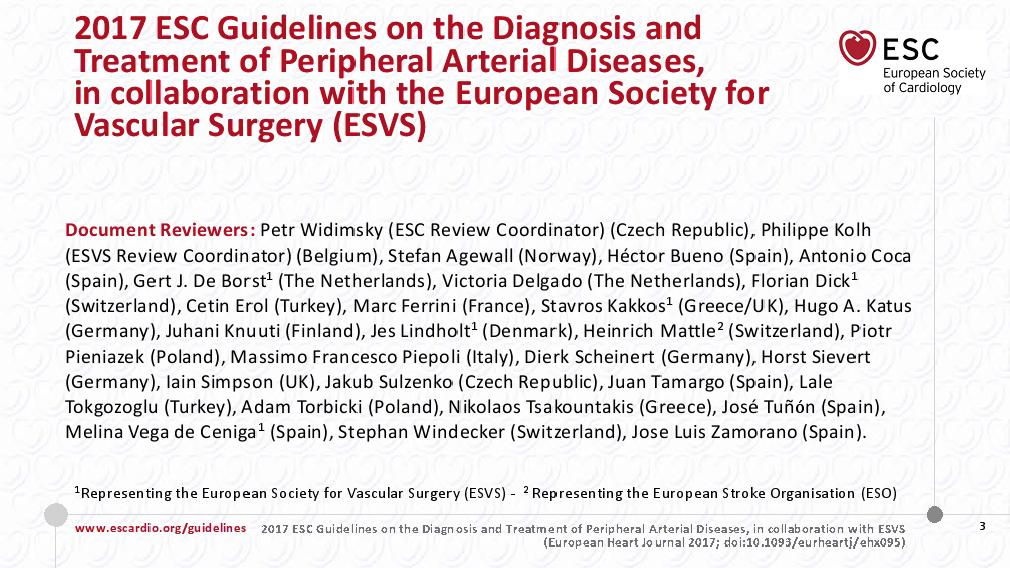 2017 ESC Guidelines on the Diagnosis and
Treatment of Peripheral Arterial Diseases,
in collaboration with the European Society for
Vascular Surgery (ESVS)
ESC
European Society
of Cardiology
Document Reviewers: Petr Widimsky (ESC Review Coordinator) (Czech Republic), Philippe Kolh
(ESVS Review Coordinator) (Belgium), Stefan Agewall (Norway), Héctor Bueno (Spain), Antonio Coca
(Spain), Gert J. De Borst¹ (The Netherlands), Victoria Delgado (The Netherlands), Florian Dick¹
(Switzerland), Cetin Erol (Turkey), Marc Ferrini (France), Stavros Kakkos¹ (Greece/UK), Hugo A. Katus
(Germany), Juhani Knuuti (Finland), Jes Lindholt¹ (Denmark), Heinrich Mattle² (Switzerland), Piotr
Pieniazek (Poland), Massimo Francesco Piepoli (Italy), Dierk Scheinert (Germany), Horst Sievert
(Germany), Iain Simpson (UK), Jakub Sulzenko (Czech Republic), Juan Tamargo (Spain), Lale
Tokgozoglu (Turkey), Adam Torbicki (Poland), Nikolaos Tsakountakis (Greece), José Tuñón (Spain),
Melina Vega de Ceniga¹ (Spain), Stephan Windecker (Switzerland), Jose Luis Zamorano (Spain).
¹Representing the European Society for Vascular Surgery (ESVS) - ² Representing the European Stroke Organisation (ESO)
www.escardio.org/guidelines
2017 ESC Guidelines on the Diagnosis and Treatment of Peripheral Arterial Diseases, in collaboration with ESVS
(European Heart Journal 2017; doi:10.1093/eurheartj/ehx095)
3